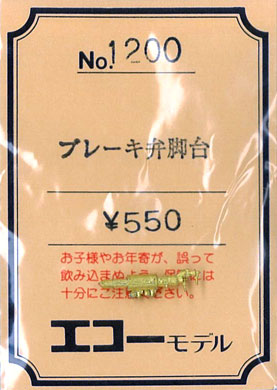 No.1200
ブレーキ弁脚台
¥550
お子様やお年寄が、誤って
飲み込まぬよう、保管には
十分にご注意ください。
エコーモデル